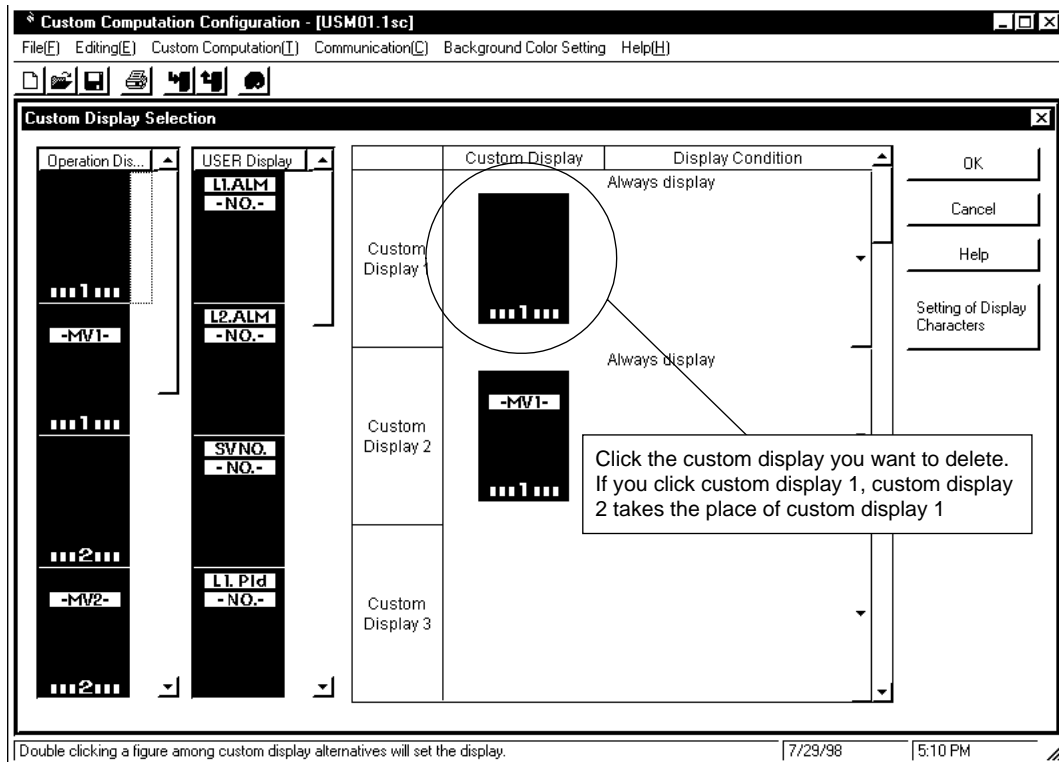 Custom Computation Configuration - [USM01.1sc]
File(F) Editing(E) Custom Computation(T) Communication(C) Background Color Setting Help(H)
Custom Display Selection
Operation Dis...
1
-MV1-
1
2
-MV2-
2
USER Display
L1.ALM
-NO.-
L2.ALM
-NO.-
SVNO.
-NO.-
L1.PId
-NO.-
Custom Display Display Condition
Custom
Display 1
1
Always display
Custom
Display 2
-MV1-
1
Always display
Custom
Display 3
Click the custom display you want to delete.
If you click custom display 1, custom display
2 takes the place of custom display 1
OK
Cancel
Help
Setting of Display
Characters
Double clicking a figure among custom display alternatives will set the display. 7/29/98 5:10 PM